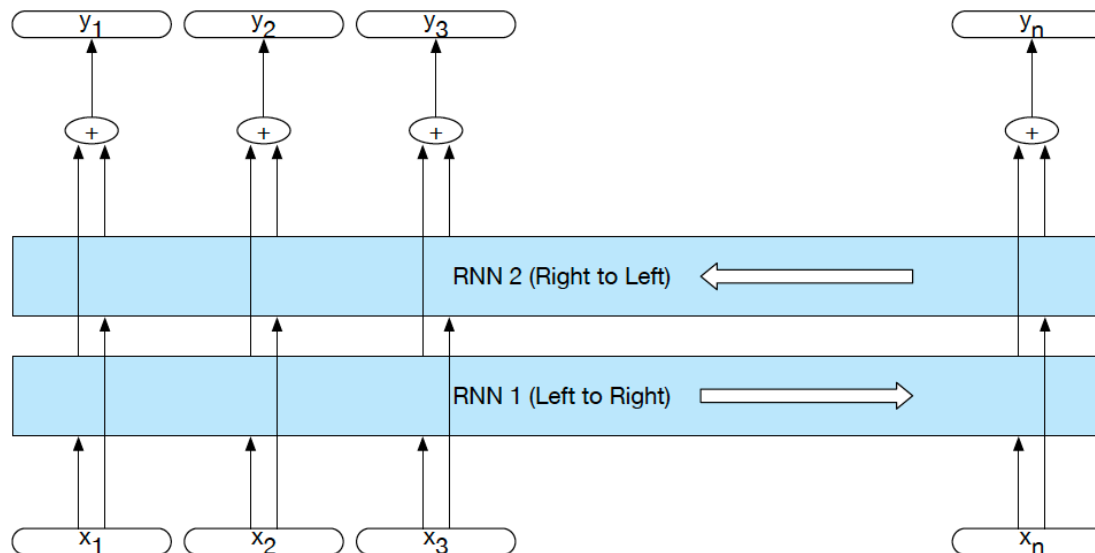 y1 y2 y3 yn
+ + + +
RNN 2 (Right to Left)
RNN 1 (Left to Right)
x1 x2 x3 xn